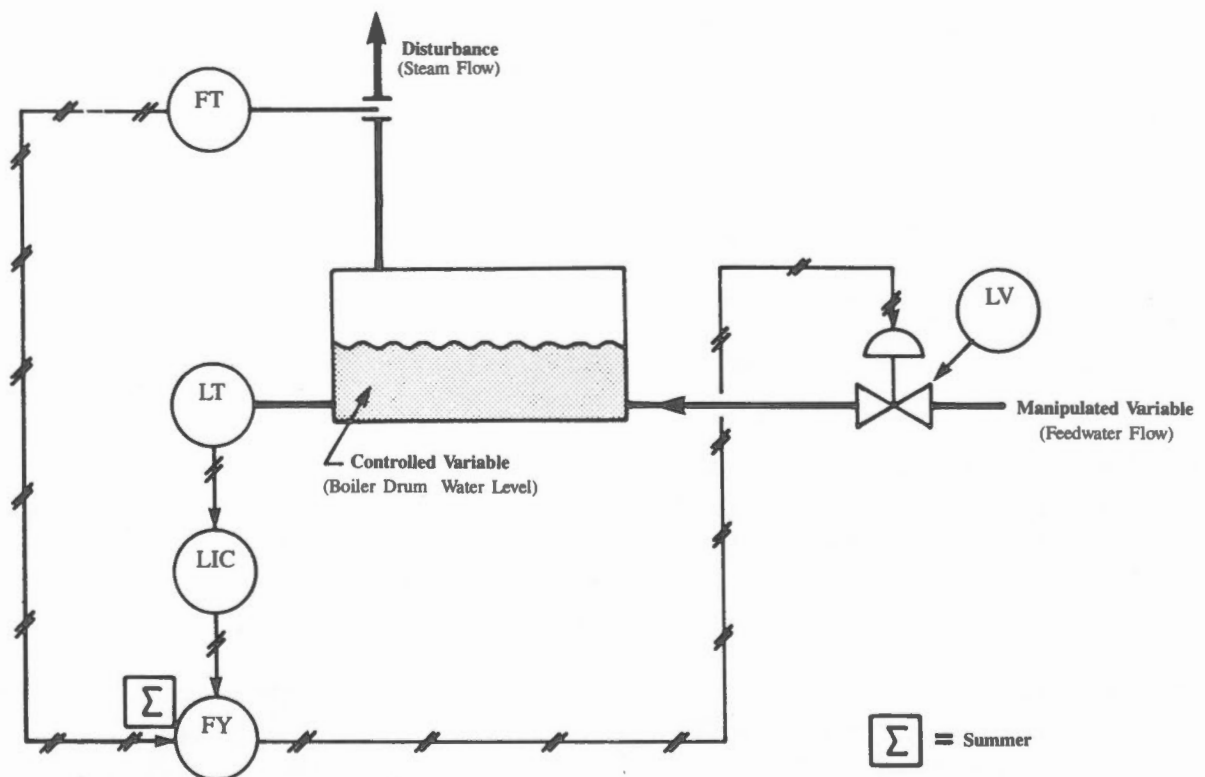 Disturbance
(Steam Flow)
FT
LV
LT
Manipulated Variable
(Feedwater Flow)
Controlled Variable
(Boiler Drum Water Level)
LIC
Σ
FY
Σ = Summer